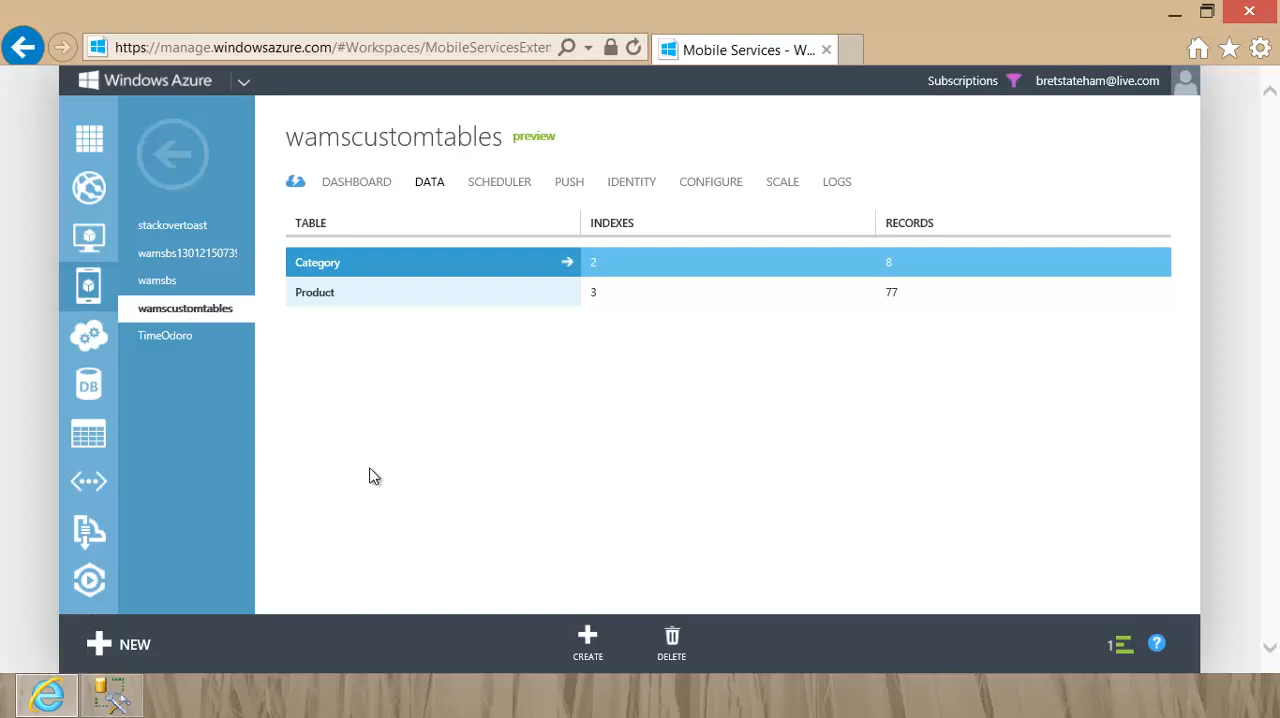 https://manage.windowsazure.com/#Workspaces/MobileServicesExten
Mobile Services - W...
Windows Azure
Subscriptions
bretstateham@live.com
wamscustomtables preview
DASHBOARD DATA SCHEDULER PUSH IDENTITY CONFIGURE SCALE LOGS
stackovertoast
wamsbs13012150739
wamsbs
wamscustomtables
TimeOdoro
TABLE INDEXES RECORDS
Category 2 8
Product 3 77
DB
NEW
CREATE
DELETE
1
?